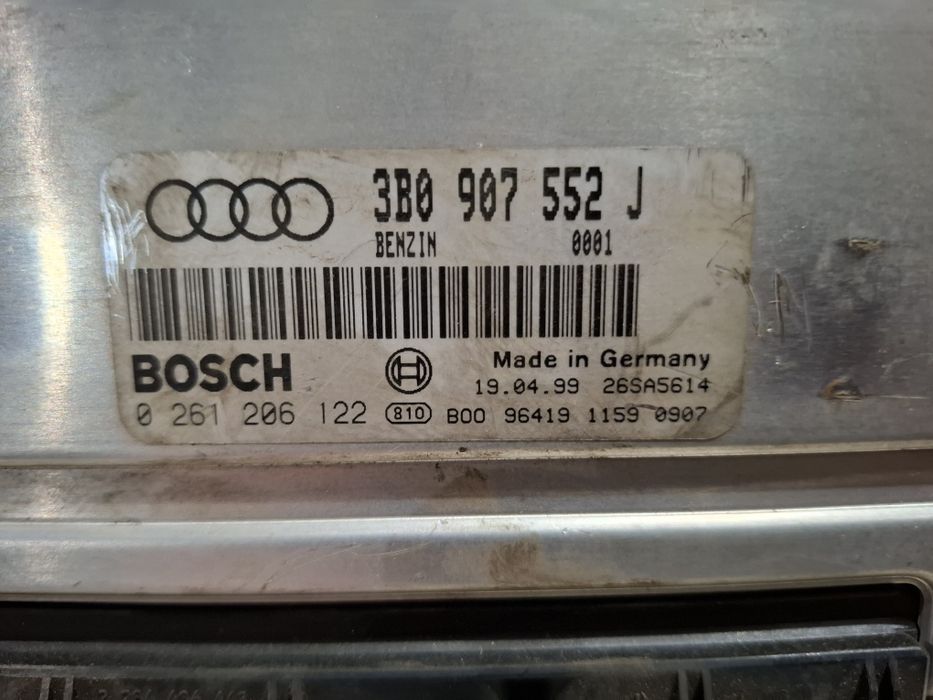 3B0 907 552 J
BENZIN 0001
BOSCH
Made in Germany
19.04.99 26SA5614
0 261 206 122 810 B00 96419 1159 0907